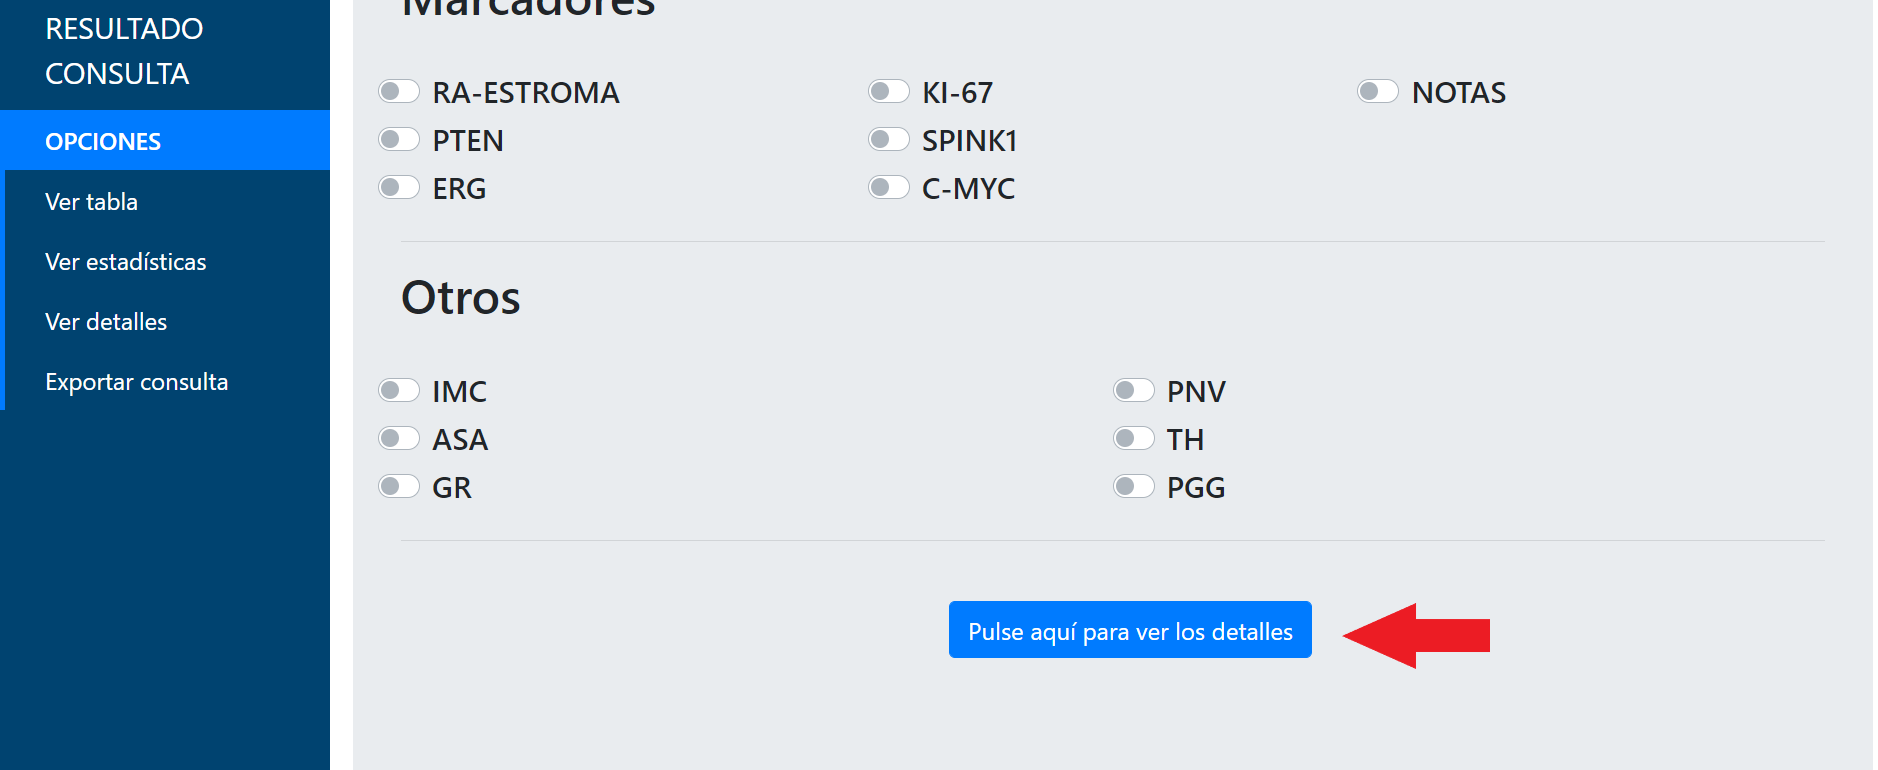 RESULTADO
CONSULTA
OPCIONES
Ver tabla
Ver estadísticas
Ver detalles
Exportar consulta
Marcadores
RA-ESTROMA
KI-67
NOTAS
PTEN
SPINK1
ERG
C-MYC
Otros
IMC
PNV
ASA
TH
GR
PGG
Pulse aquí para ver los detalles